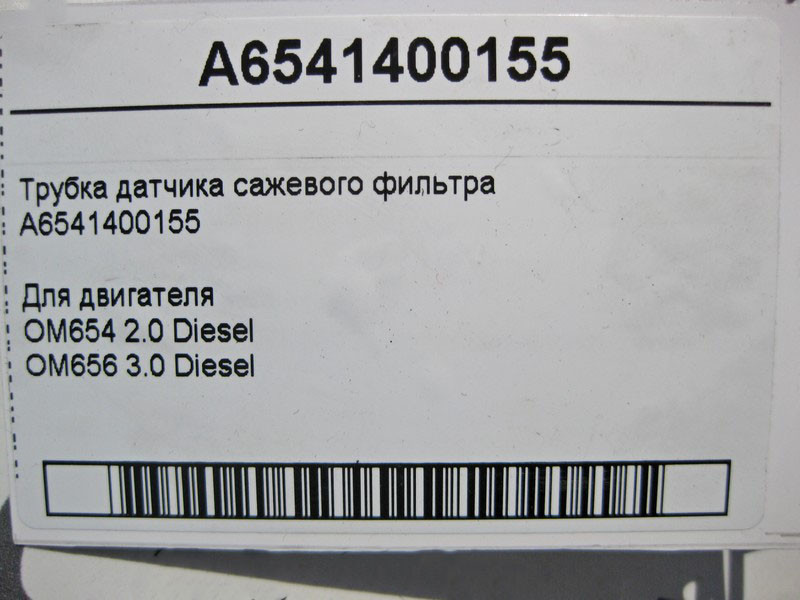 A6541400155
Трубка датчика сажевого фильтра
A6541400155
Для двигателя
OM654 2.0 Diesel
OM656 3.0 Diesel